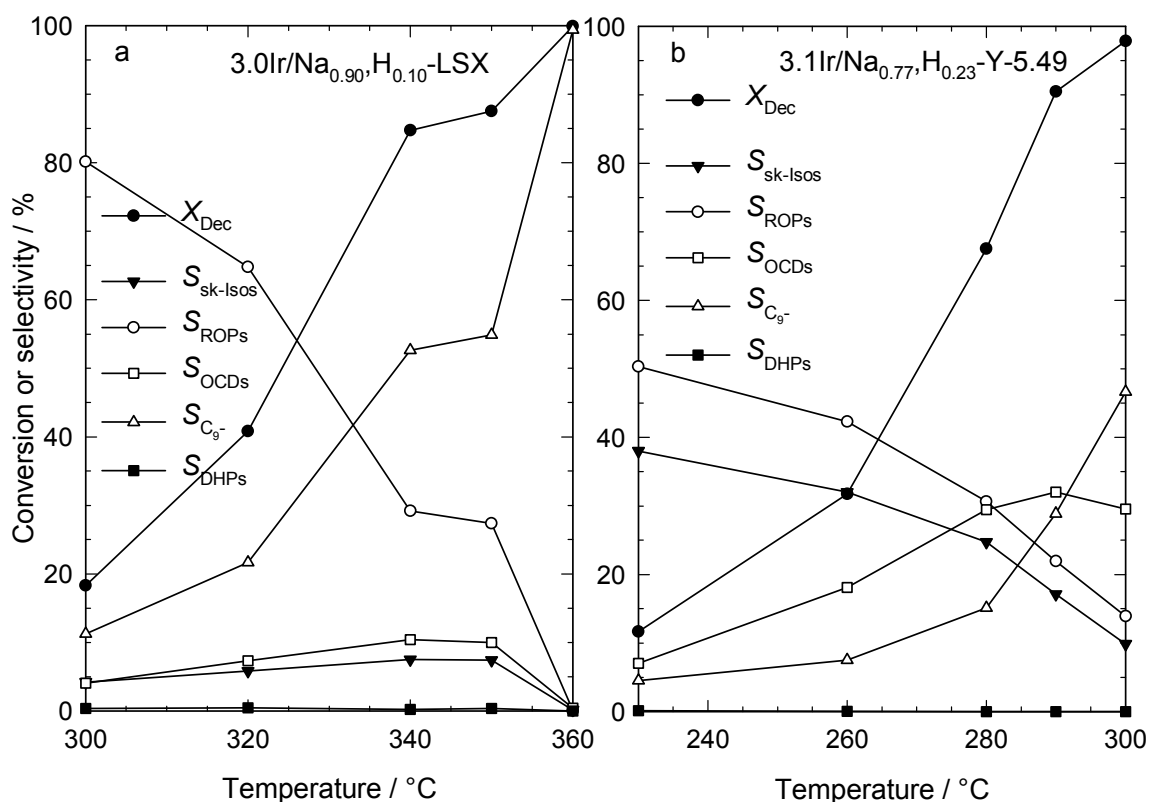 a
3.0Ir/Na0.90,H0.10-LSX
b
3.1Ir/Na0.77,H0.23-Y-5.49
Conversion or selectivity / %
100
80
60
40
20
0
XDec
Ssk-Isos
SROPs
SOCDs
SC9-
SDHPs
300
320
340
360
Temperature / °C
100
80
60
40
20
0
XDec
Ssk-Isos
SROPs
SOCDs
SC9-
SDHPs
240
260
280
300
Temperature / °C